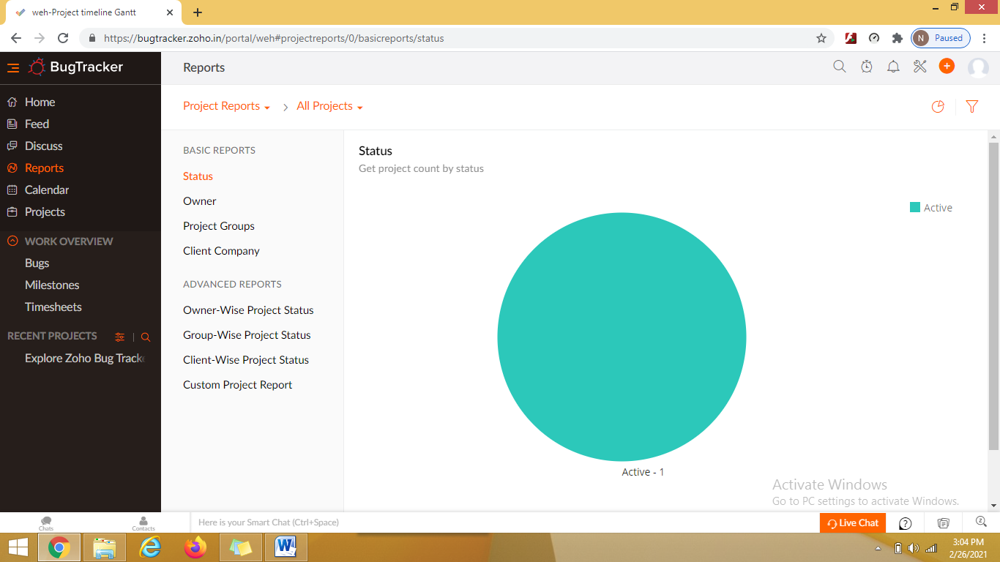 weh-Project timeline Gantt
https://bugtracker.zoho.in/portal/weh#projectreports/0/basicreports/status
N Paused
BugTracker
Reports
Home
Feed
Discuss
Reports
Calendar
Projects
WORK OVERVIEW
Bugs
Milestones
Timesheets
RECENT PROJECTS
Explore Zoho Bug Tracke
Project Reports
All Projects
BASIC REPORTS
Status
Owner
Project Groups
Client Company
ADVANCED REPORTS
Owner-Wise Project Status
Group-Wise Project Status
Client-Wise Project Status
Custom Project Report
Status
Get project count by status
Active
Active - 1
Activate Windows
Go to PC settings to activate Windows.
Chats
Contacts
Here is your Smart Chat (Ctrl+Space)
Live Chat
3:04 PM
2/26/2021